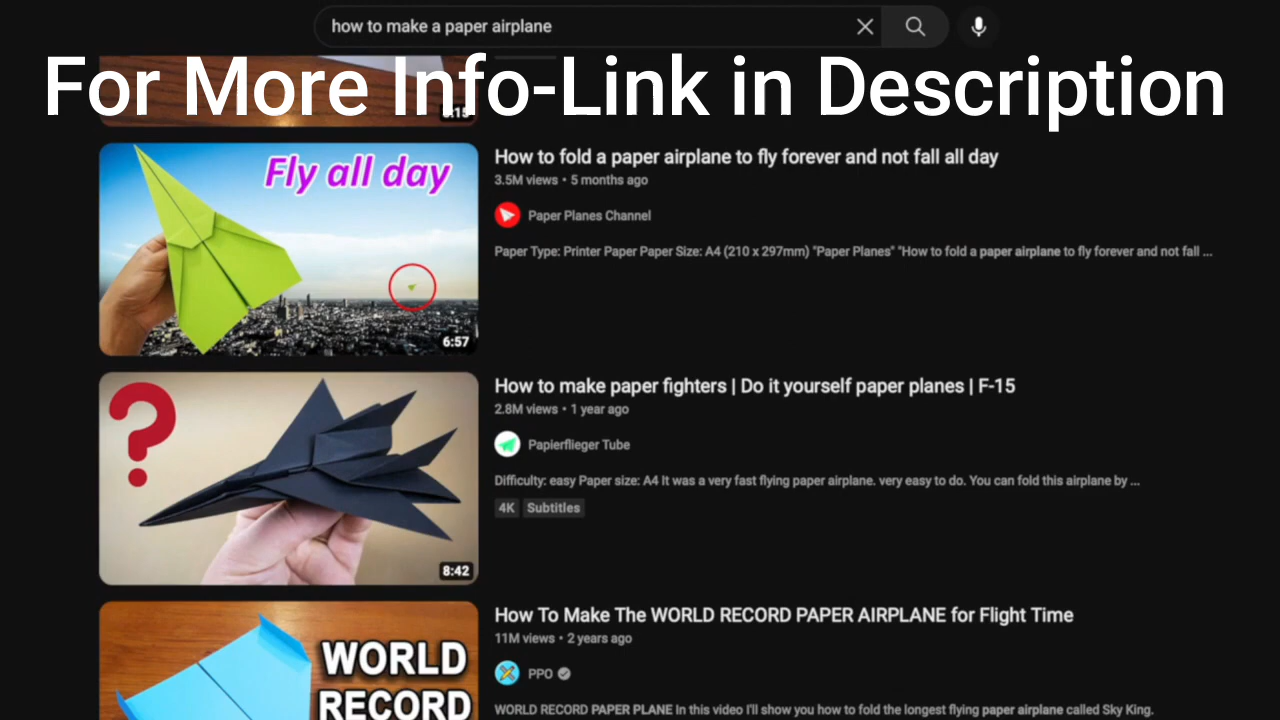 how to make a paper airplane
For More Info-Link in Description
Fly all day
6:57
How to fold a paper airplane to fly forever and not fall all day
3.5M views • 5 months ago
Paper Planes Channel
Paper Type: Printer Paper Paper Size: A4 (210 x 297mm) "Paper Planes" "How to fold a paper airplane to fly forever and not fall ...
?
8:42
How to make paper fighters | Do it yourself paper planes | F-15
2.8M views • 1 year ago
Papierflieger Tube
Difficulty: easy Paper size: A4 It was a very fast flying paper airplane. very easy to do. You can fold this airplane by ...
4K Subtitles
WORLD
RECORD
How To Make The WORLD RECORD PAPER AIRPLANE for Flight Time
11M views • 2 years ago
PPO
WORLD RECORD PAPER PLANE In this video I'll show you how to fold the longest flying paper airplane called Sky King.